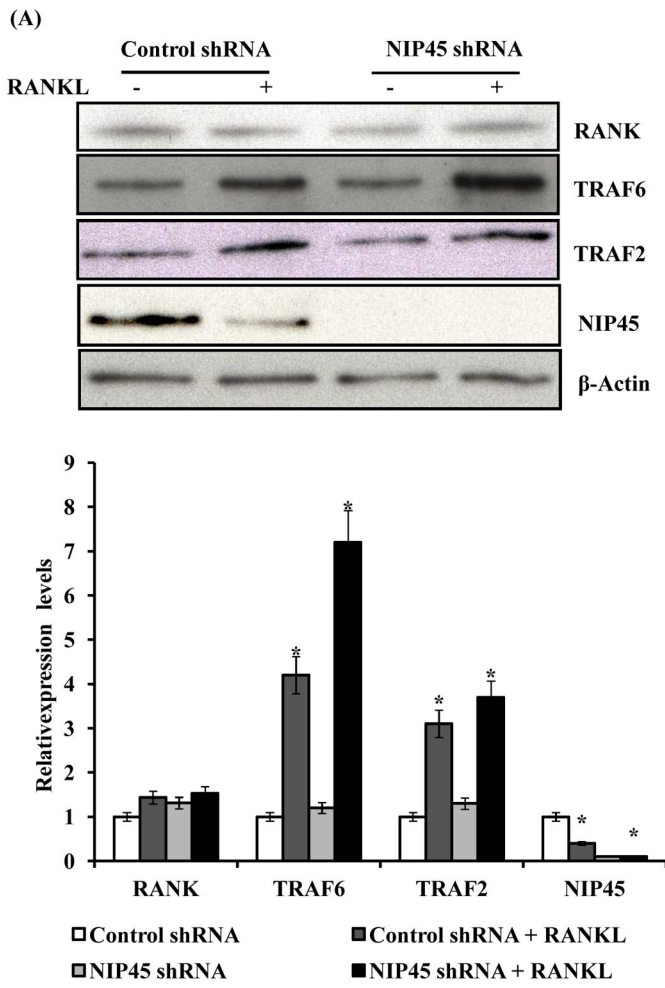 (A)
Control shRNA NIP45 shRNA
RANKL - + - +
RANK
TRAF6
TRAF2
NIP45
β-Actin
Relativexpression levels
9
8
7
6
5
4
3
2
1
0
* * * * * *
RANK TRAF6 TRAF2 NIP45
Control shRNA Control shRNA + RANKL
NIP45 shRNA NIP45 shRNA + RANKL